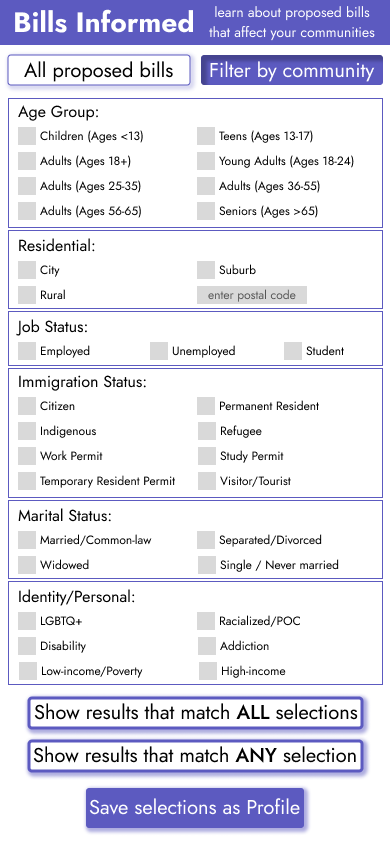 Bills Informed
learn about proposed bills
that affect your communities
All proposed bills
Filter by community
Age Group:
Children (Ages <13)
Teens (Ages 13-17)
Adults (Ages 18+)
Young Adults (Ages 18-24)
Adults (Ages 25-35)
Adults (Ages 36-55)
Adults (Ages 56-65)
Seniors (Ages >65)
Residential:
City
Suburb
Rural
enter postal code
Job Status:
Employed
Unemployed
Student
Immigration Status:
Citizen
Permanent Resident
Indigenous
Refugee
Work Permit
Study Permit
Temporary Resident Permit
Visitor/Tourist
Marital Status:
Married/Common-law
Separated/Divorced
Widowed
Single / Never married
Identity/Personal:
LGBTQ+
Racialized/POC
Disability
Addiction
Low-income/Poverty
High-income
Show results that match ALL selections
Show results that match ANY selection
Save selections as Profile